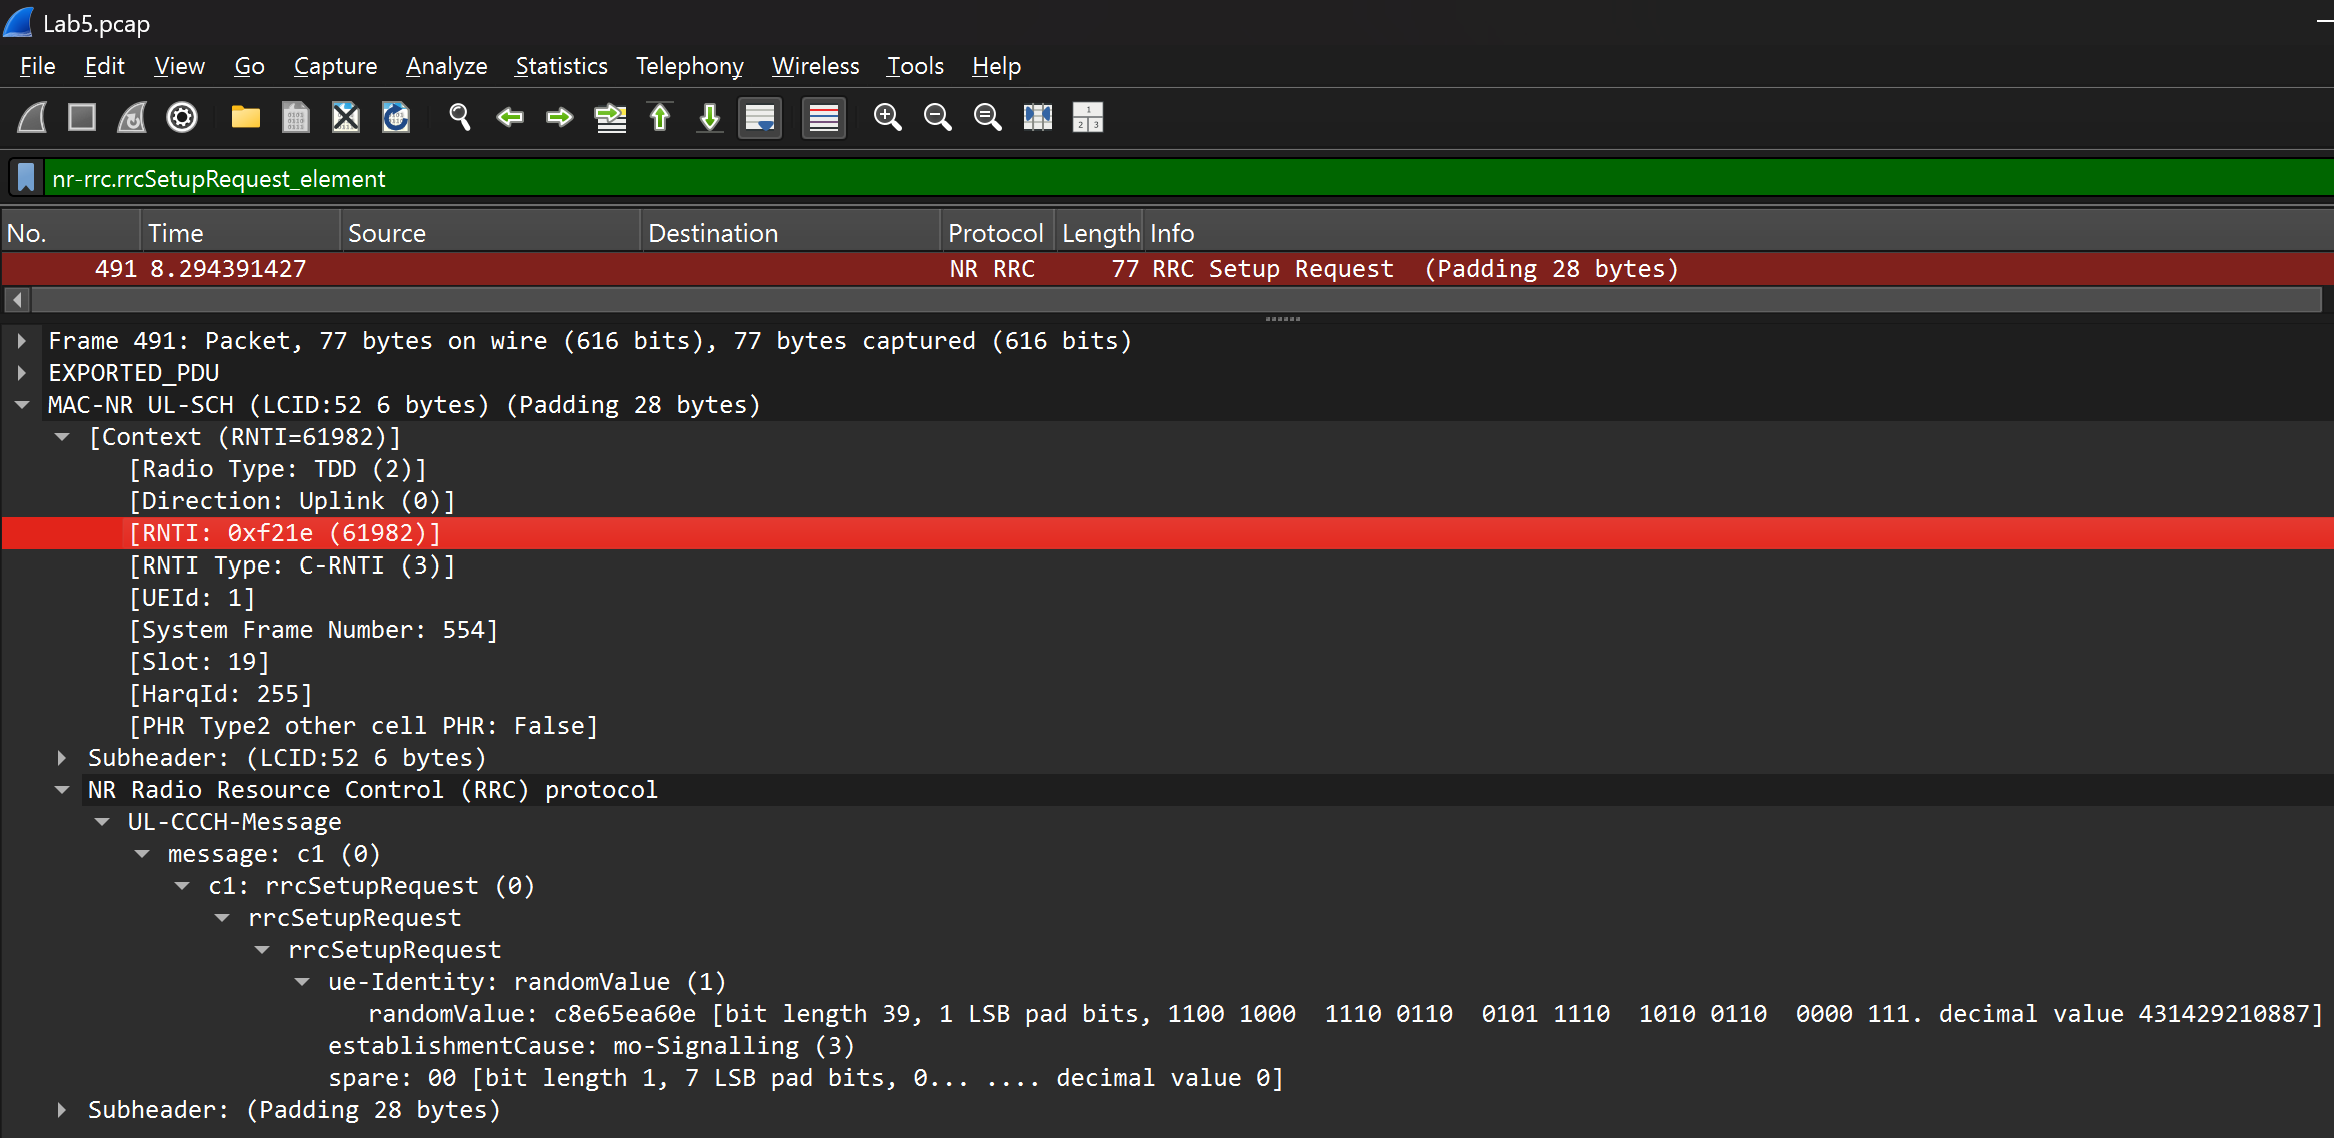 Lab5.pcap
File Edit View Go Capture Analyze Statistics Telephony Wireless Tools Help
nr-rrc.rrcSetupRequest_element
No. Time Source Destination Protocol Length Info
491 8.294391427 NR RRC 77 RRC Setup Request (Padding 28 bytes)
Frame 491: Packet, 77 bytes on wire (616 bits), 77 bytes captured (616 bits)
EXPORTED_PDU
MAC-NR UL-SCH (LCID:52 6 bytes) (Padding 28 bytes)
[Context (RNTI=61982)]
[Radio Type: TDD (2)]
[Direction: Uplink (0)]
[RNTI: 0xf21e (61982)]
[RNTI Type: C-RNTI (3)]
[UEId: 1]
[System Frame Number: 554]
[Slot: 19]
[HarqId: 255]
[PHR Type2 other cell PHR: False]
Subheader: (LCID:52 6 bytes)
NR Radio Resource Control (RRC) protocol
UL-CCCH-Message
message: c1 (0)
c1: rrcSetupRequest (0)
rrcSetupRequest
rrcSetupRequest
ue-Identity: randomValue (1)
randomValue: c8e65ea60e [bit length 39, 1 LSB pad bits, 1100 1000  1110 0110  0101 1110  1010 0110  0000 111. decimal value 431429210887]
establishmentCause: mo-Signalling (3)
spare: 00 [bit length 1, 7 LSB pad bits, 0... .... decimal value 0]
Subheader: (Padding 28 bytes)